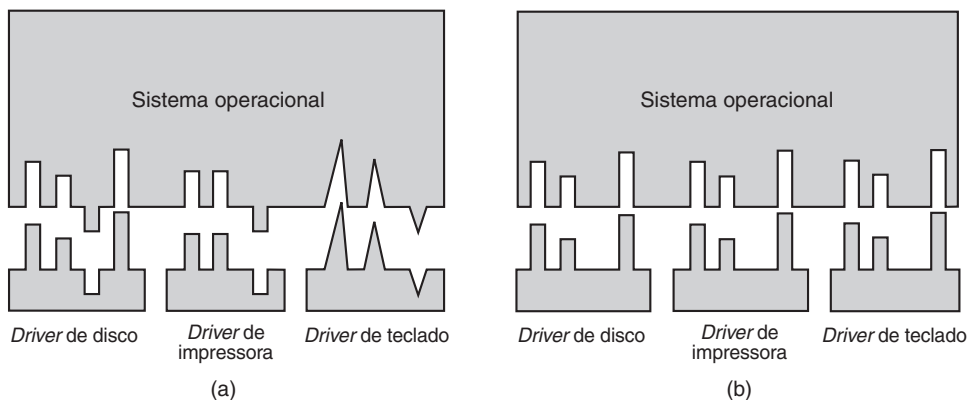 Sistema operacional
Driver de disco
Driver de
impressora
Driver de teclado
(a)
Sistema operacional
Driver de disco
Driver de
impressora
Driver de teclado
(b)